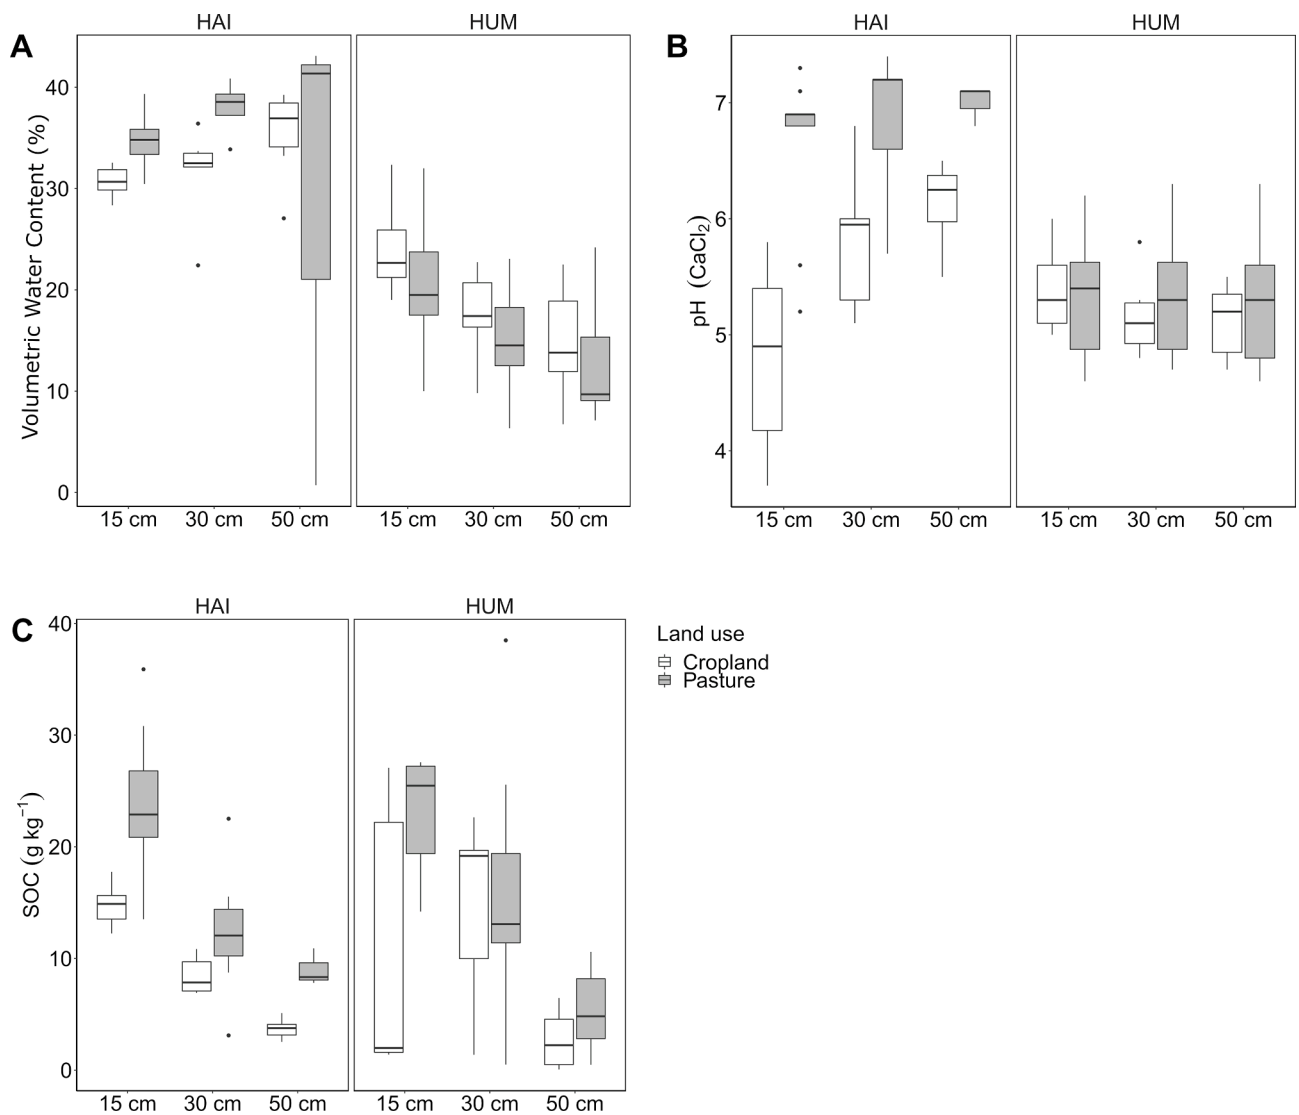 HAI HUM
A
Volumetric Water Content (%)
40
30
20
10
0
15 cm 30 cm 50 cm 15 cm 30 cm 50 cm
HAI HUM
B
pH (CaCl₂)
7
6
5
4
15 cm 30 cm 50 cm 15 cm 30 cm 50 cm
HAI HUM
C
SOC (g kg⁻¹)
40
30
20
10
0
15 cm 30 cm 50 cm 15 cm 30 cm 50 cm
Land use
Cropland
Pasture